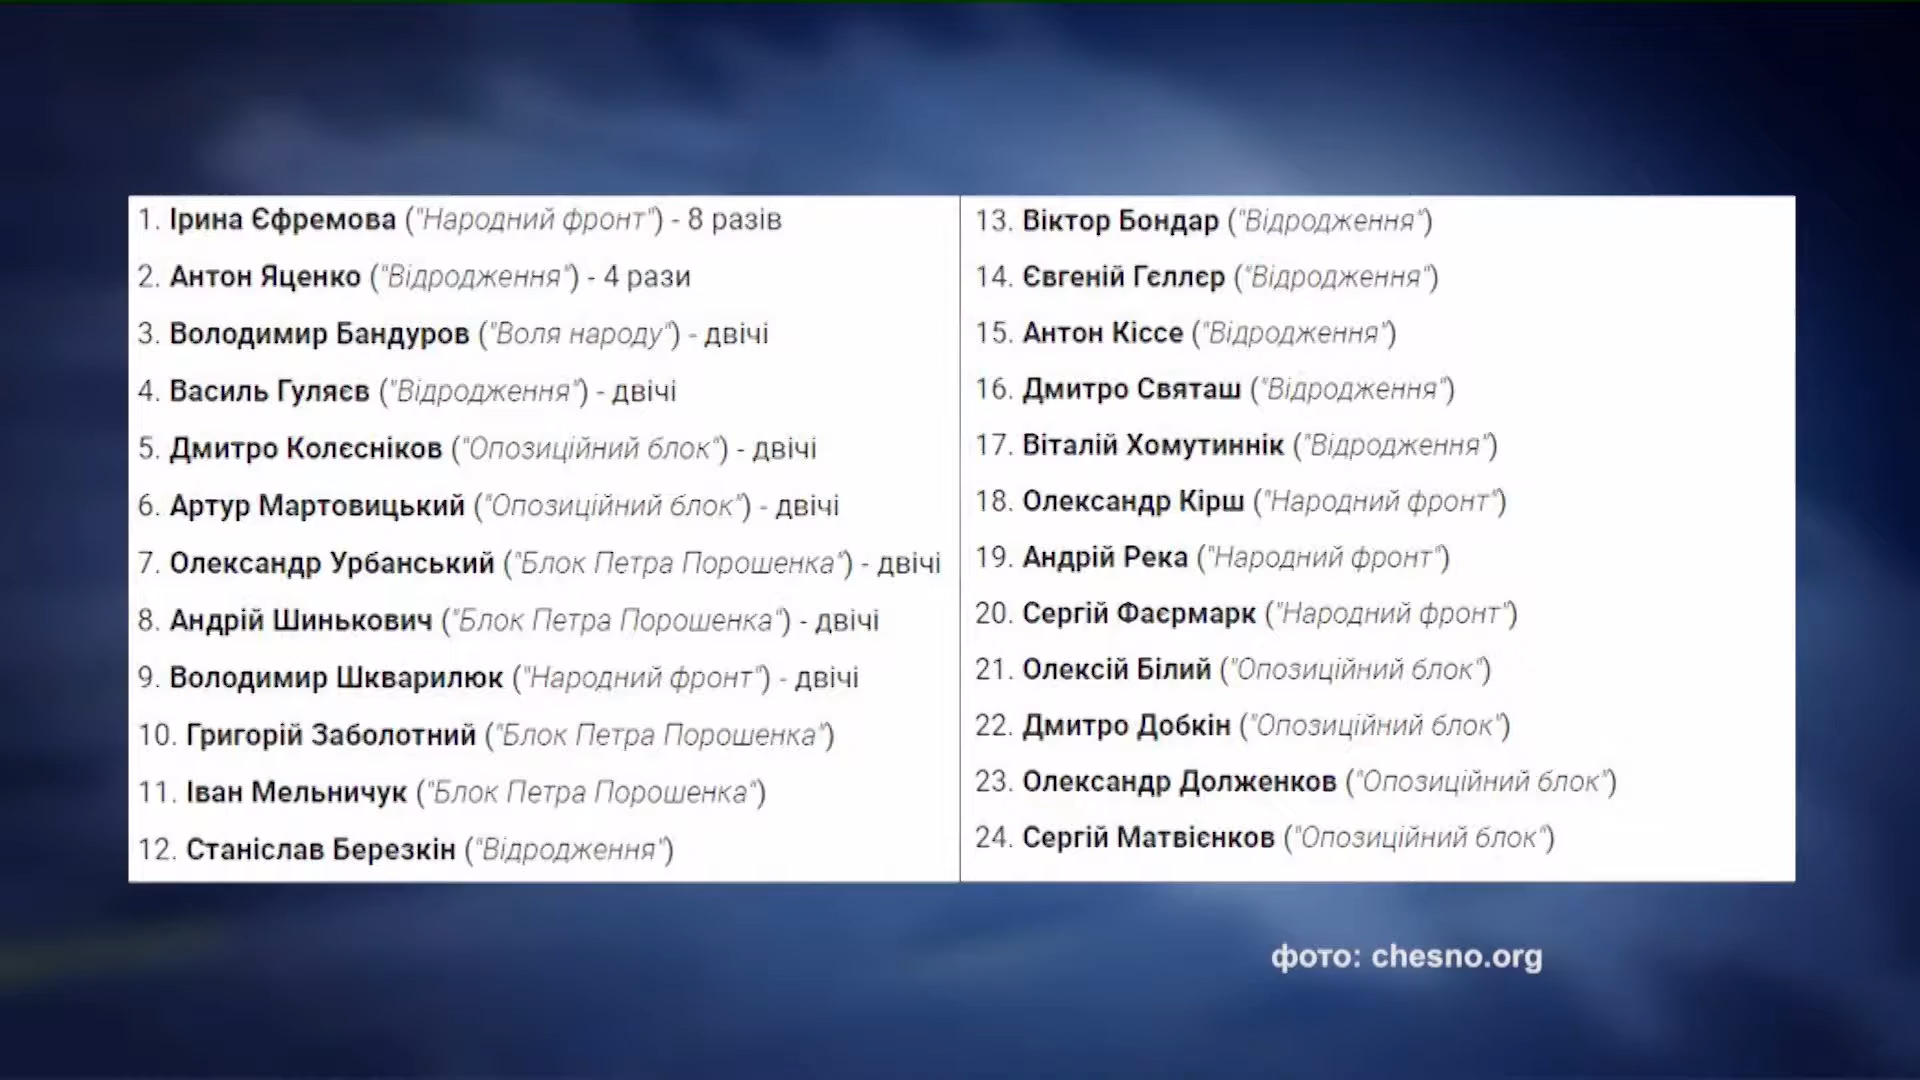 1. Ірина Єфремова ("Народний фронт") - 8 разів
2. Антон Яценко ("Відродження") - 4 рази
3. Володимир Бандуров ("Воля народу") - двічі
4. Василь Гуляєв ("Відродження") - двічі
5. Дмитро Колєсніков ("Опозиційний блок") - двічі
6. Артур Мартовицький ("Опозиційний блок") - двічі
7. Олександр Урбанський ("Блок Петра Порошенка") - двічі
8. Андрій Шинькович ("Блок Петра Порошенка") - двічі
9. Володимир Шкварилюк ("Народний фронт") - двічі
10. Григорій Заболотний ("Блок Петра Порошенка")
11. Іван Мельничук ("Блок Петра Порошенка")
12. Станіслав Березкін ("Відродження")
13. Віктор Бондар ("Відродження")
14. Євгеній Гєллєр ("Відродження")
15. Антон Кіссе ("Відродження")
16. Дмитро Святаш ("Відродження")
17. Віталій Хомутиннік ("Відродження")
18. Олександр Кірш ("Народний фронт")
19. Андрій Река ("Народний фронт")
20. Сергій Фаєрмарк ("Народний фронт")
21. Олексій Білий ("Опозиційний блок")
22. Дмитро Добкін ("Опозиційний блок")
23. Олександр Долженков ("Опозиційний блок")
24. Сергій Матвієнков ("Опозиційний блок")
фото: chesno.org